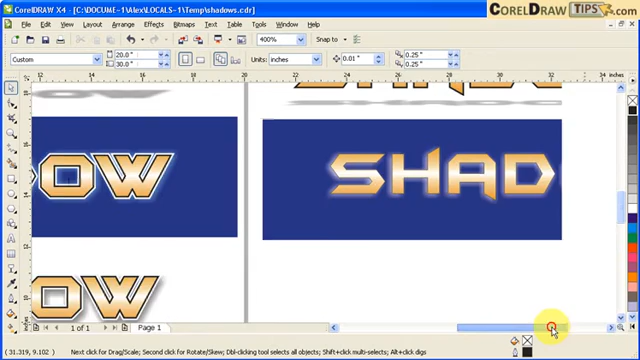 CorelDRAW X4 - [C:\DOCUME~1\Alex\LOCALS~1\Temp\shadows.cdr]
CORELDRAW TIPS.com
File Edit View Layout Arrange Effects Bitmaps Text Table Tools Window Help
400% Snap to
Custom 20.0 " 30.0 " Units: inches 0.01 " 0.25 " 0.25 "
12 14 16 18 20 22 24 26 28 30 32 34 inches
OW SHAD
OW
1 of 1 Page 1
(31.319, 9.102) Next click for Drag/Scale; Second click for Rotate/Skew; Dbl-clicking tool selects all objects; Shift+click multi-selects; Alt+click digs